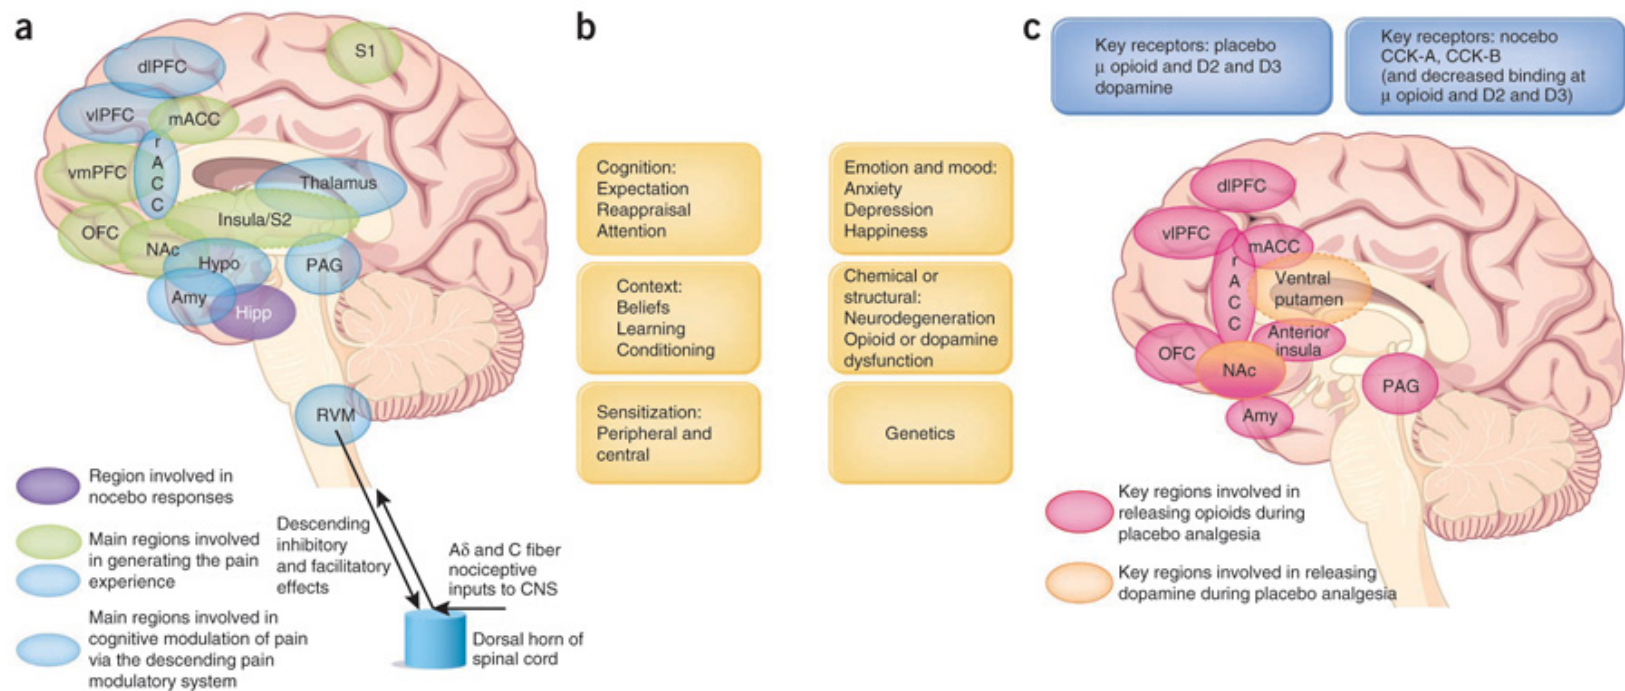 a
S1
dlPFC
vlPFC
mACC
r
A
C
C
vmPFC
Thalamus
Insula/S2
OFC
NAc
Hypo
PAG
Amy
Hipp
RVM
Region involved in
nocebo responses
Main regions involved
in generating the pain
experience
Main regions involved in
cognitive modulation of pain
via the descending pain
modulatory system
Descending
inhibitory
and facilitatory
effects
Aδ and C fiber
nociceptive
inputs to CNS
Dorsal horn of
spinal cord
b
Cognition:
Expectation
Reappraisal
Attention
Emotion and mood:
Anxiety
Depression
Happiness
Context:
Beliefs
Learning
Conditioning
Chemical or
structural:
Neurodegeneration
Opioid or dopamine
dysfunction
Sensitization:
Peripheral and
central
Genetics
c
Key receptors: placebo
μ opioid and D2 and D3
dopamine
Key receptors: nocebo
CCK-A, CCK-B
(and decreased binding at
μ opioid and D2 and D3)
dlPFC
vlPFC
mACC
r
A
C
C
Ventral
putamen
Anterior
insula
OFC
NAc
PAG
Amy
Key regions involved in
releasing opioids during
placebo analgesia
Key regions involved in releasing
dopamine during placebo analgesia